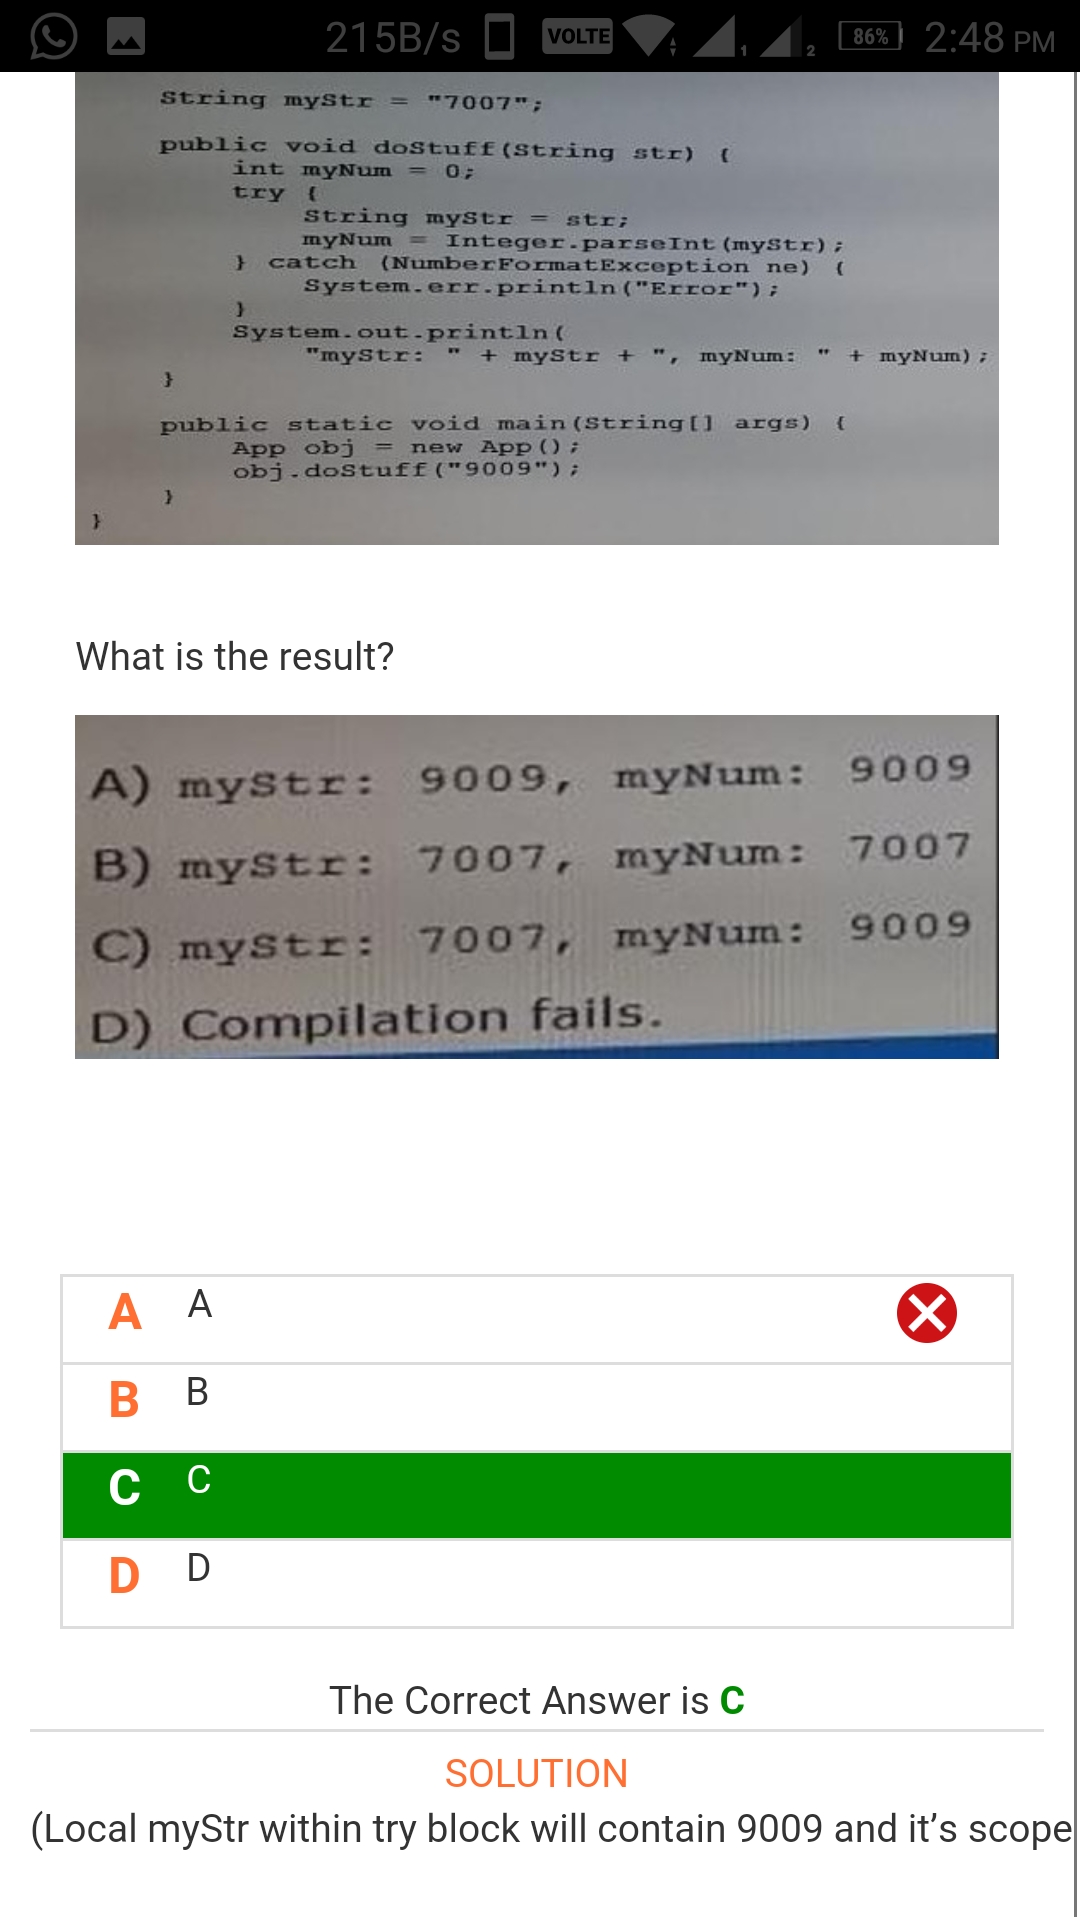 215B/s VOLTE 1 2 86% 2:48 PM
String myStr = "7007";
public void doStuff(String str) {
int myNum = 0;
try {
String myStr = str;
myNum = Integer.parseInt(myStr);
} catch (NumberFormatException ne) {
System.err.println("Error");
}
System.out.println(
"myStr: " + myStr + ", myNum: " + myNum);
}
public static void main(String[] args) {
App obj = new App();
obj.doStuff("9009");
}
}
What is the result?
A) myStr: 9009, myNum: 9009
B) myStr: 7007, myNum: 7007
C) myStr: 7007, myNum: 9009
D) Compilation fails.
A A
B B
C C
D D
The Correct Answer is C
SOLUTION
(Local myStr within try block will contain 9009 and it’s scope